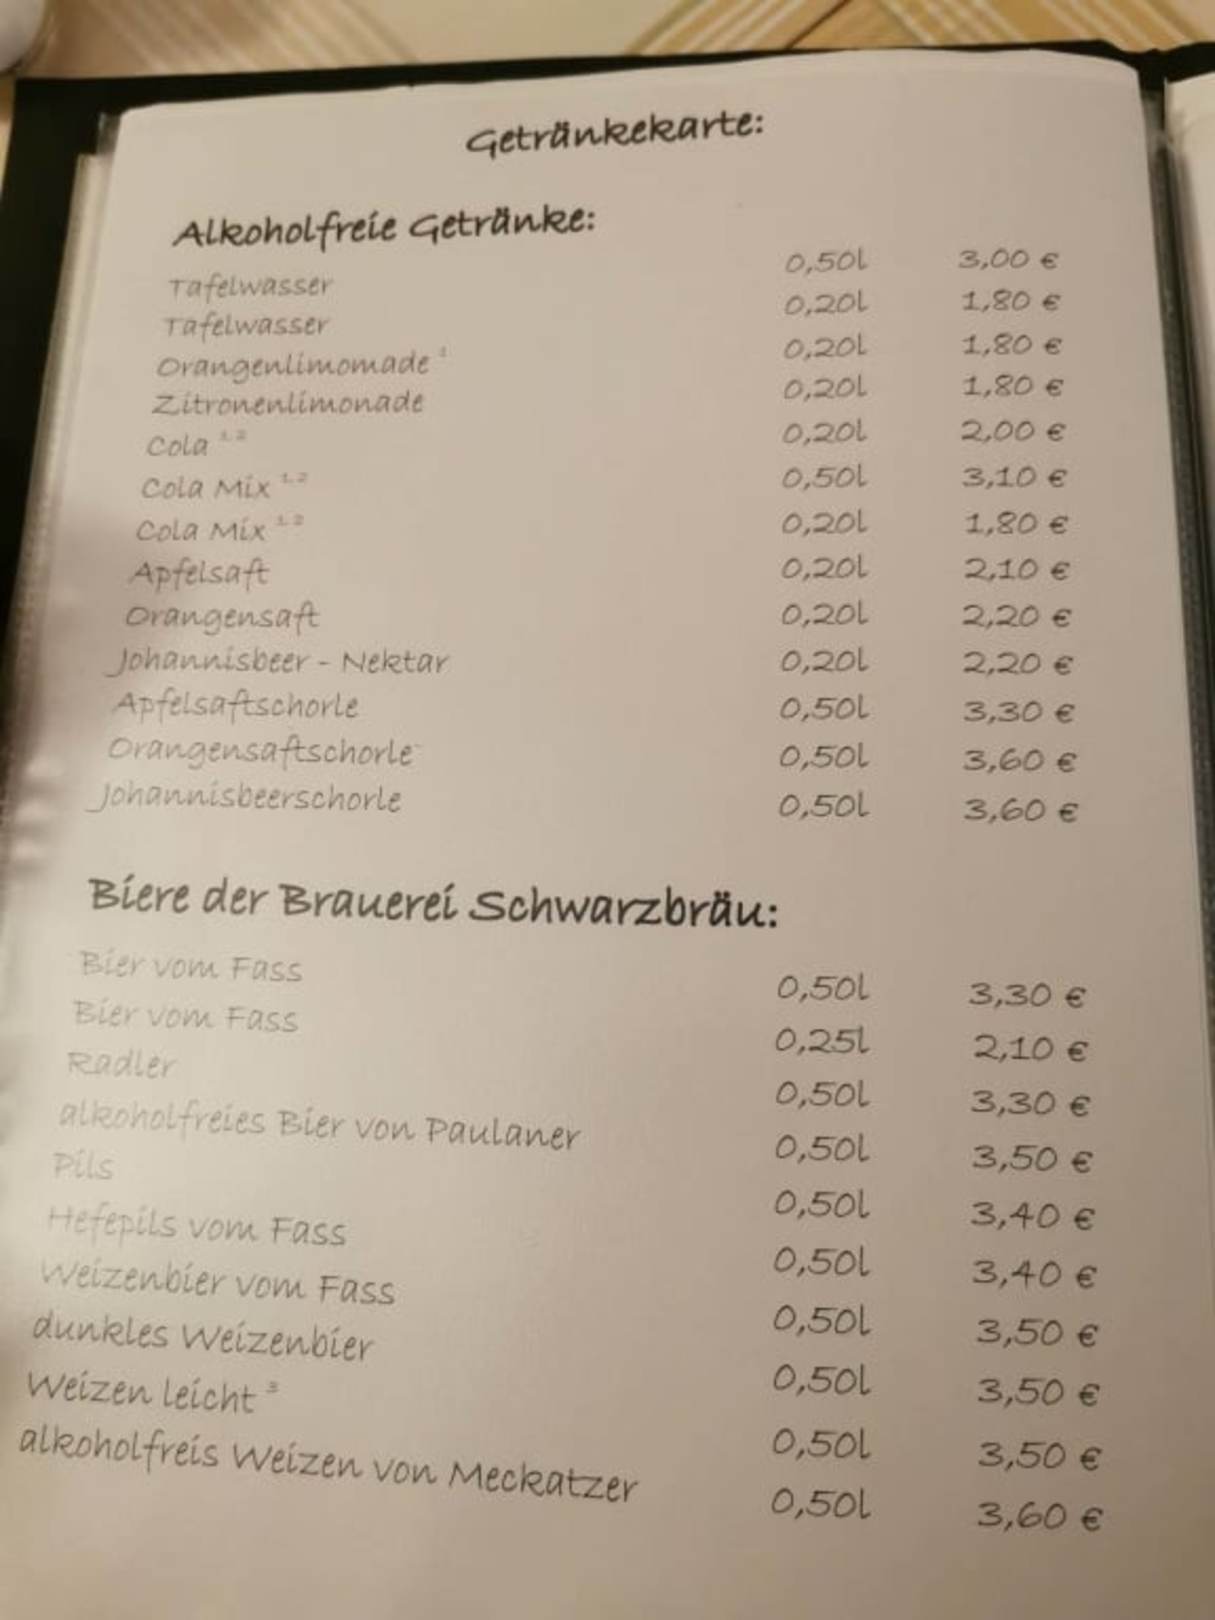 Getränkekarte:
Alkoholfreie Getränke:
Tafelwasser 0,50l 3,00 €
Tafelwasser 0,20l 1,80 €
Orangenlimomade ¹ 0,20l 1,80 €
Zitronenlimonade 0,20l 1,80 €
Cola ¹˒² 0,20l 2,00 €
Cola Mix ¹˒² 0,50l 3,10 €
Cola Mix ¹˒² 0,20l 1,80 €
Apfelsaft 0,20l 2,10 €
Orangensaft 0,20l 2,20 €
Johannisbeer - Nektar 0,20l 2,20 €
Apfelsaftschorle 0,50l 3,30 €
Orangensaftschorle 0,50l 3,60 €
Johannisbeerschorle 0,50l 3,60 €
Biere der Brauerei Schwarzbräu:
Bier vom Fass 0,50l 3,30 €
Bier vom Fass 0,25l 2,10 €
Radler 0,50l 3,30 €
alkoholfreies Bier von Paulaner 0,50l 3,50 €
Pils 0,50l 3,40 €
Hefepils vom Fass 0,50l 3,40 €
Weizenbier vom Fass 0,50l 3,50 €
dunkles Weizenbier 0,50l 3,50 €
Weizen leicht ³ 0,50l 3,50 €
alkoholfreis Weizen von Meckatzer 0,50l 3,60 €